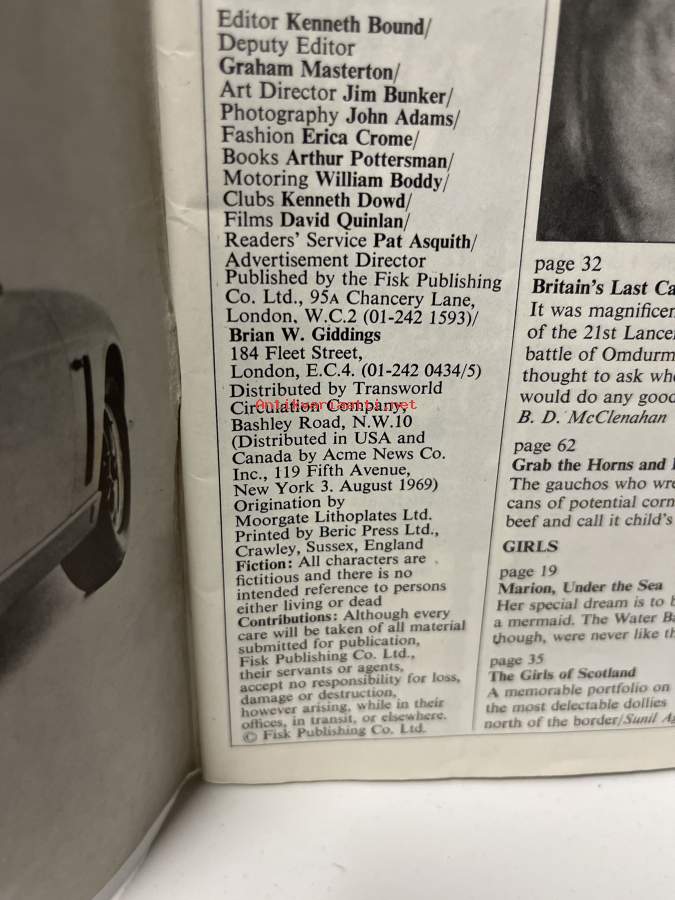 Editor Kenneth Bound/
Deputy Editor
Graham Masterton/
Art Director Jim Bunker/
Photography John Adams/
Fashion Erica Crome/
Books Arthur Pottersman/
Motoring William Boddy/
Clubs Kenneth Dowd/
Films David Quinlan/
Readers' Service Pat Asquith/
Advertisement Director
Published by the Fisk Publishing
Co. Ltd., 95A Chancery Lane,
London, W.C.2 (01-242 1593)/
Brian W. Giddings
184 Fleet Street,
London, E.C.4. (01-242 0434/5)
Distributed by Transworld
Circulation Company,
Bashley Road, N.W.10
(Distributed in USA and
Canada by Acme News Co.
Inc., 119 Fifth Avenue,
New York 3. August 1969)
Origination by
Moorgate Lithoplates Ltd.
Printed by Beric Press Ltd.,
Crawley, Sussex, England
Fiction: All characters are
fictitious and there is no
intended reference to persons
either living or dead
Contributions: Although every
care will be taken of all material
submitted for publication,
Fisk Publishing Co. Ltd.,
their servants or agents,
accept no responsibility for loss,
damage or destruction,
however arising, while in their
offices, in transit, or elsewhere.
© Fisk Publishing Co. Ltd.
page 32
Britain's Last
It was
of the 21st
battle of
thought to ask
would do any
B. D. McClenahan
page 62
Grab the Horns and
The gauchos who
cans of potential
beef and call it child's
GIRLS
page 19
Marion, Under the Sea
Her special dream is to
a mermaid. The Water
though, were never like
page 35
The Girls of Scotland
A memorable portfolio on
the most delectable dollies
north of the border/Sunil